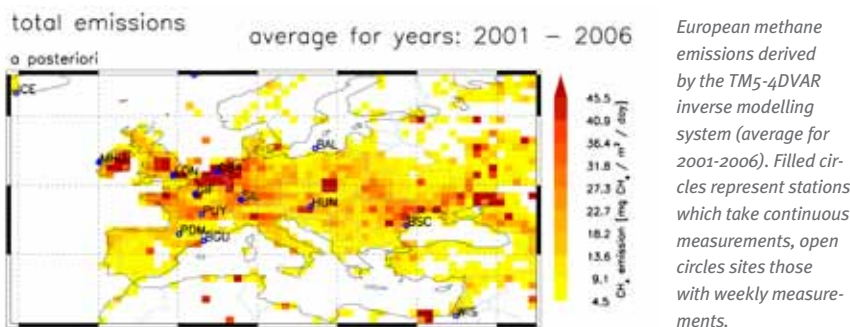 total emissions
average for years: 2001 – 2006
a posteriori
ICE
BAL
HUN
PUY
BSC
PDM
BGU
45.5
40.9
36.4
31.8
27.3
22.7
18.2
13.6
9.1
4.5
CH₄ emission [mg CH₄ / m² / day]
European methane
emissions derived
by the TM5-4DVAR
inverse modelling
system (average for
2001-2006). Filled cir-
cles represent stations
which take continuous
measurements, open
circles sites those
with weekly measure-
ments.